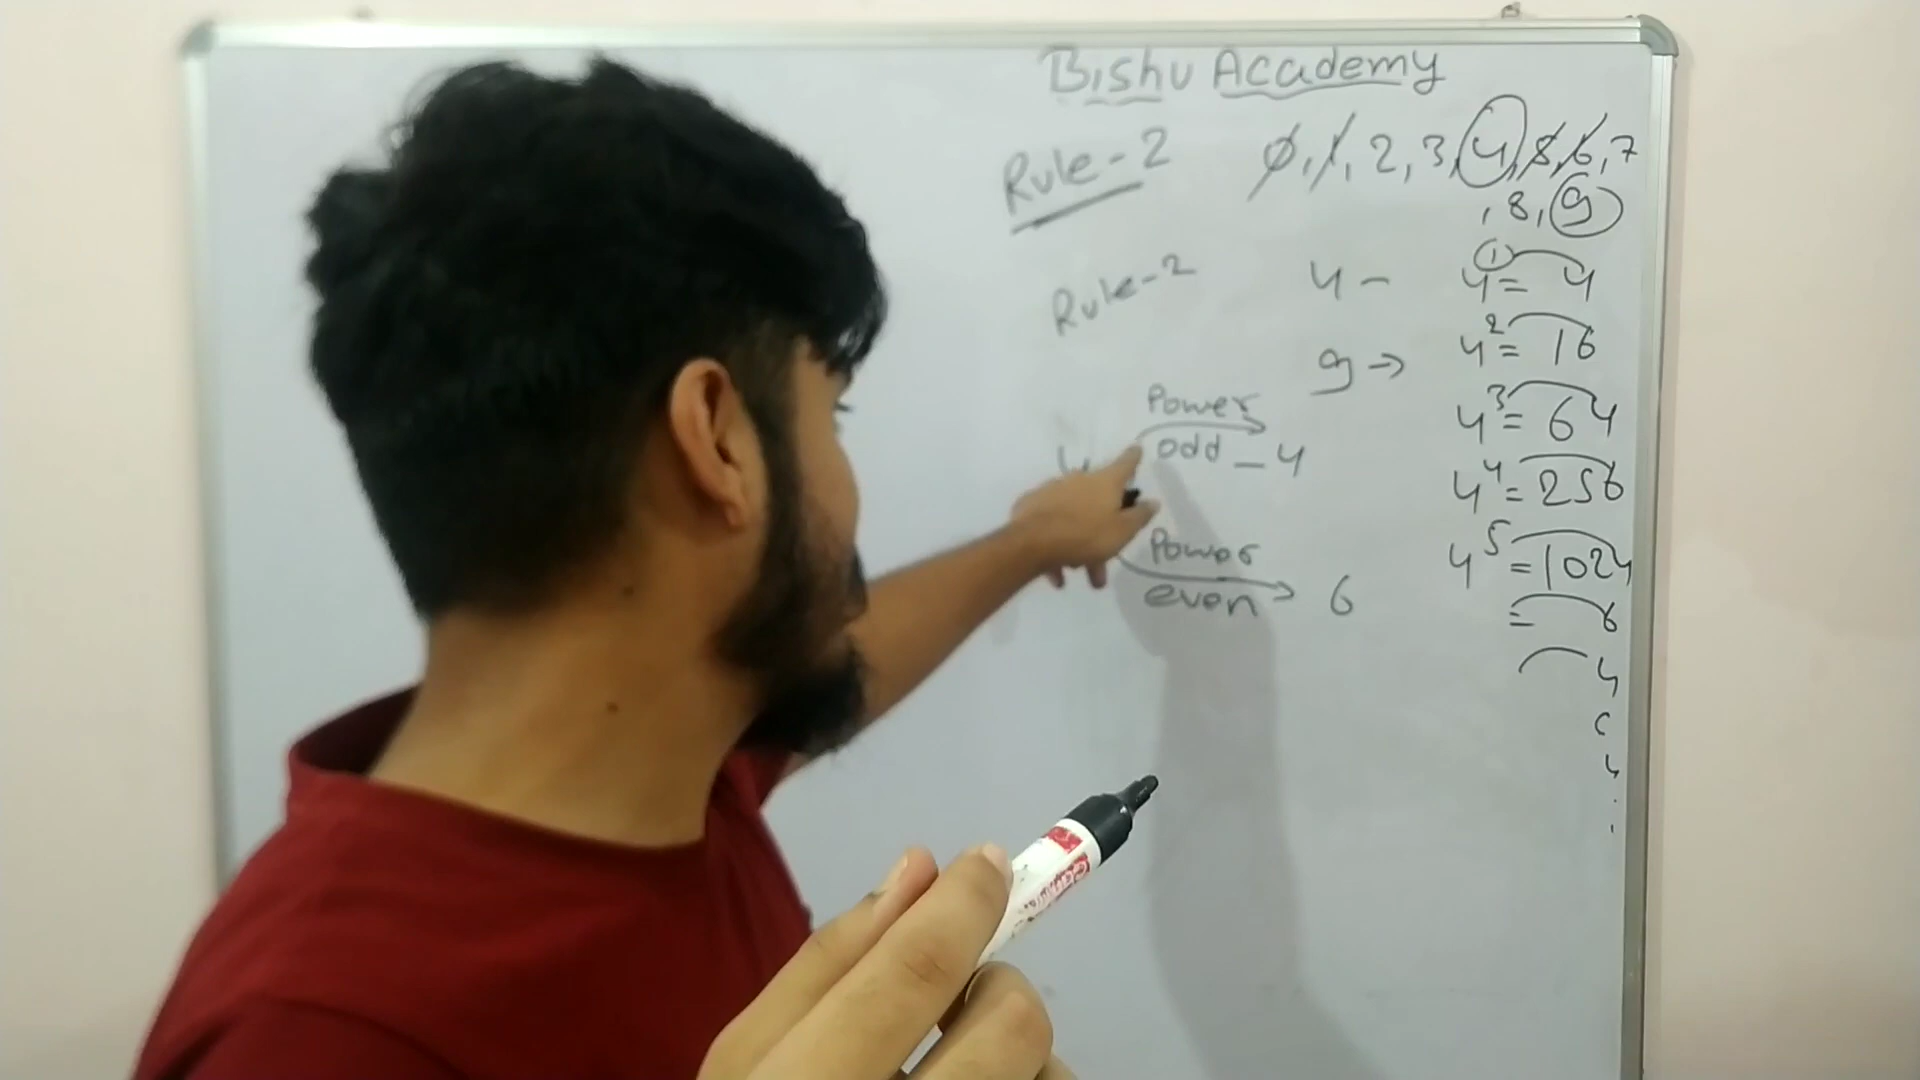 Bishu Academy
Rule-2 0, 1, 2, 3, 4, 5, 6, 7
, 8, 9
Rule-2
4 -
9 →
Power
odd - 4
4
Power
even → 6
4¹ = 4
4² = 16
4³ = 64
4⁴ = 256
4⁵ = 1024
= 6
4
4